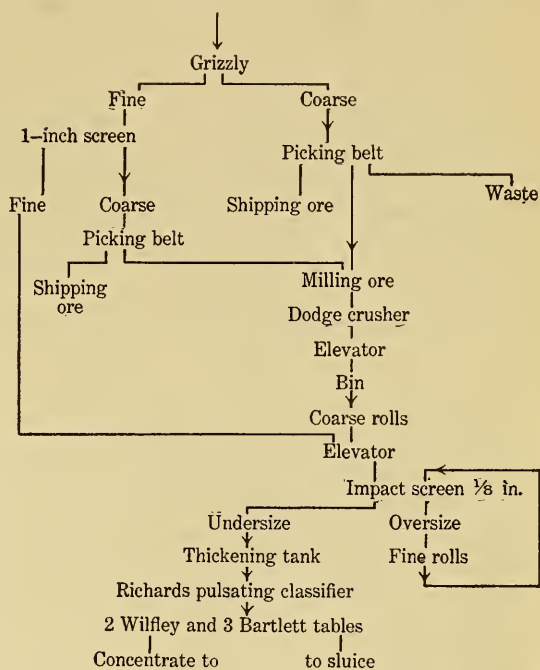 Grizzly
Fine Coarse
1-inch screen
Picking belt
Fine Coarse Shipping ore Waste
Picking belt
Shipping ore
Milling ore
Dodge crusher
Elevator
Bin
Coarse rolls
Elevator
Impact screen ⅛ in.
Undersize Oversize
Thickening tank Fine rolls
Richards pulsating classifier
2 Wilfley and 3 Bartlett tables
Concentrate to to sluice